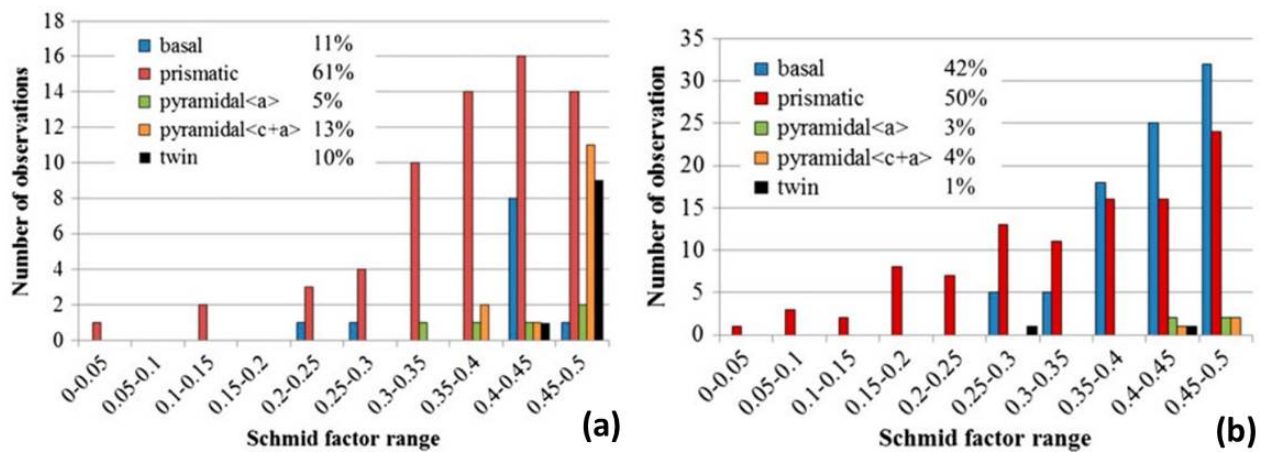 18
16
14
12
10
8
6
4
2
0
Number of observations
basal 11%
prismatic 61%
pyramidal<a> 5%
pyramidal<c+a> 13%
twin 10%
0-0.05
0.05-0.1
0.1-0.15
0.15-0.2
0.2-0.25
0.25-0.3
0.3-0.35
0.35-0.4
0.4-0.45
0.45-0.5
Schmid factor range
(a)
35
30
25
20
15
10
5
0
Number of observation
basal 42%
prismatic 50%
pyramidal<a> 3%
pyramidal<c+a> 4%
twin 1%
0-0.05
0.05-0.1
0.1-0.15
0.15-0.2
0.2-0.25
0.25-0.3
0.3-0.35
0.35-0.4
0.4-0.45
0.45-0.5
Schmid factor range
(b)